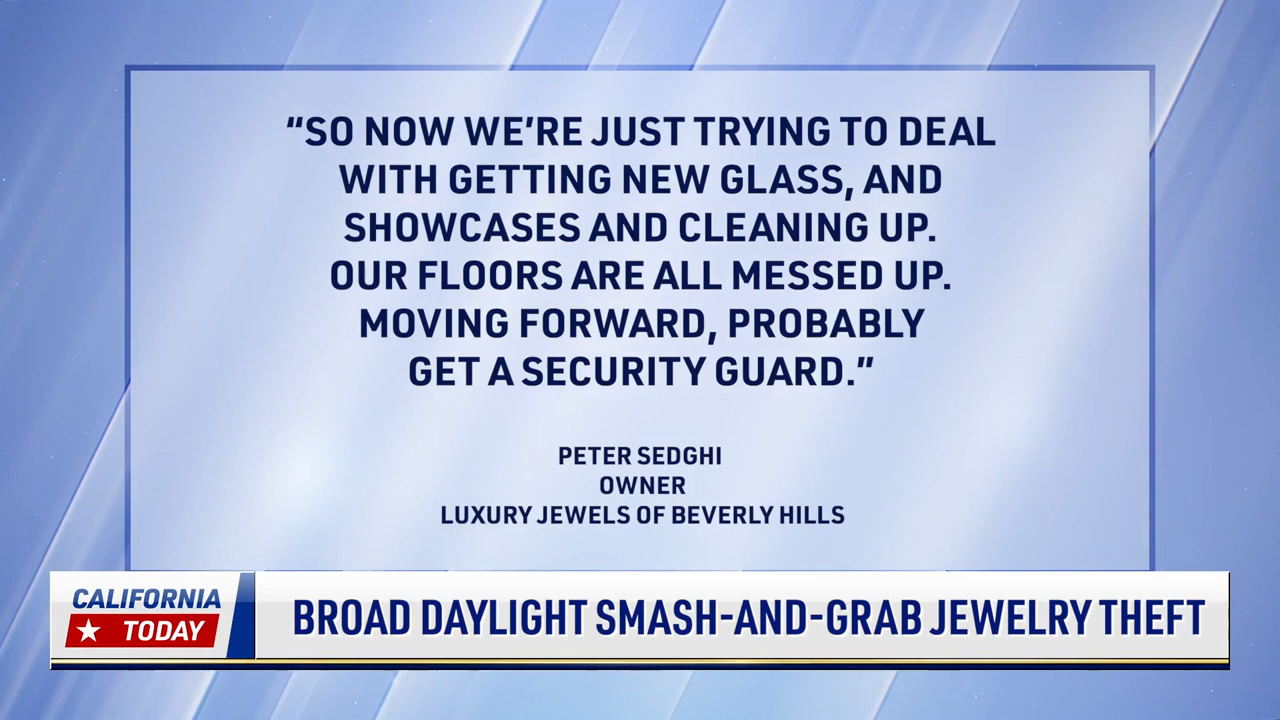 “SO NOW WE’RE JUST TRYING TO DEAL
WITH GETTING NEW GLASS, AND
SHOWCASES AND CLEANING UP.
OUR FLOORS ARE ALL MESSED UP.
MOVING FORWARD, PROBABLY
GET A SECURITY GUARD.”
PETER SEDGHI
OWNER
LUXURY JEWELS OF BEVERLY HILLS
CALIFORNIA
TODAY
BROAD DAYLIGHT SMASH-AND-GRAB JEWELRY THEFT